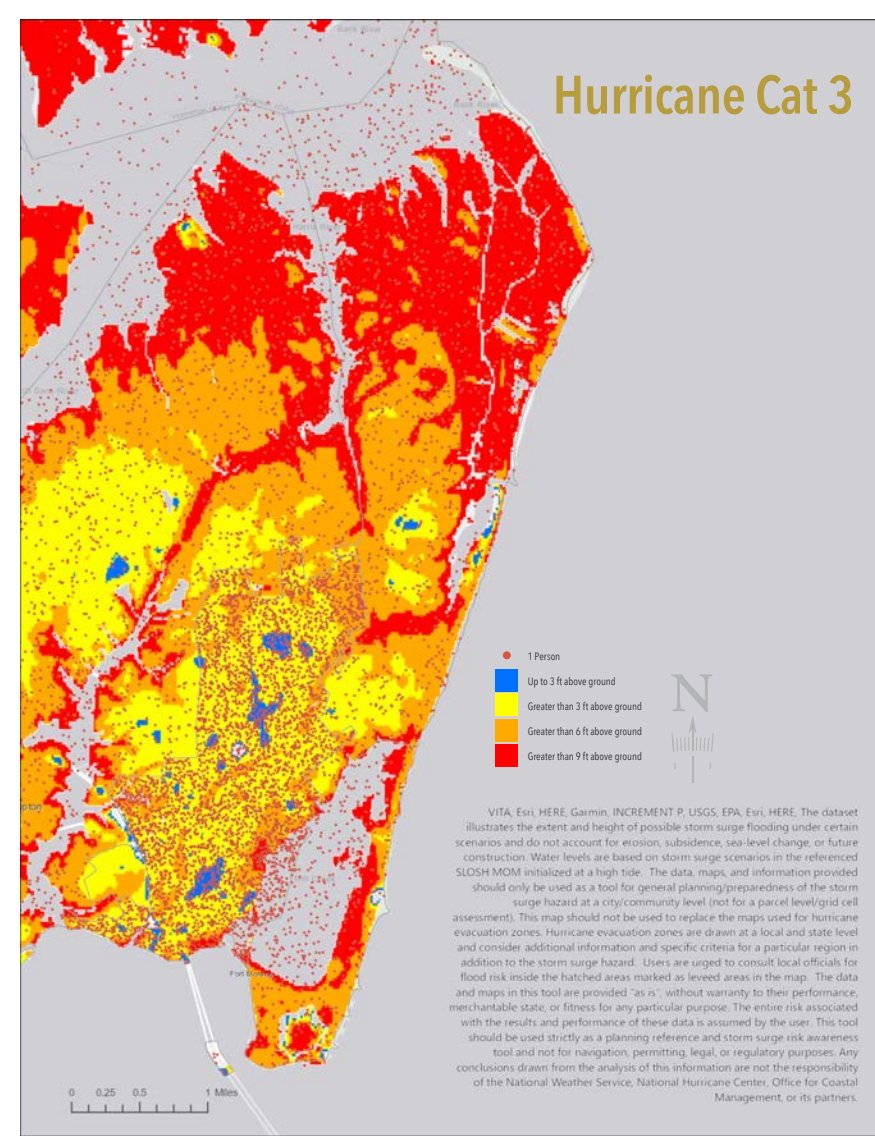 Back River
Hurricane Cat 3
Harris River
1 Person
Up to 3 ft above ground
Greater than 3 ft above ground
Greater than 6 ft above ground
Greater than 9 ft above ground
N
pton
VITA, Esri, HERE, Garmin, INCREMENT P, USGS, EPA, Esri, HERE, The dataset
illustrates the extent and height of possible storm surge flooding under certain
scenarios and do not account for erosion, subsidence, sea-level change, or future
construction. Water levels are based on storm surge scenarios in the referenced
SLOSH MOM initialized at a high tide. The data, maps, and information provided
should only be used as a tool for general planning/preparedness of the storm
surge hazard at a city/community level (not for a parcel level/grid cell
assessment). This map should not be used to replace the maps used for hurricane
evacuation zones. Hurricane evacuation zones are drawn at a local and state level
and consider additional information and specific criteria for a particular region in
addition to the storm surge hazard. Users are urged to consult local officials for
flood risk inside the hatched areas marked as leveed areas in the map. The data
and maps in this tool are provided "as is", without warranty to their performance,
merchantable state, or fitness for any particular purpose. The entire risk associated
with the results and performance of these data is assumed by the user. This tool
should be used strictly as a planning reference and storm surge risk awareness
tool and not for navigation, permitting, legal, or regulatory purposes. Any
conclusions drawn from the analysis of this information are not the responsibility
of the National Weather Service, National Hurricane Center, Office for Coastal
Management, or its partners.
Fort Monroe
0 0.25 0.5 1 Miles